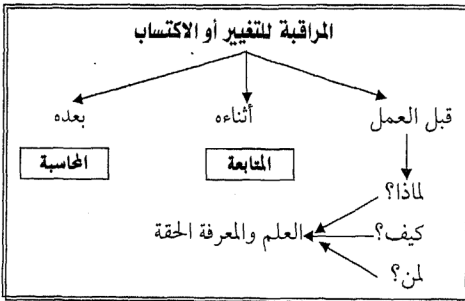 المراقبة للتغيير أو الاكتساب
قبل العمل أثناءه بعده
المتابعة المحاسبة
لماذا؟
كيف؟ العلم والمعرفة الحقة
لمن؟